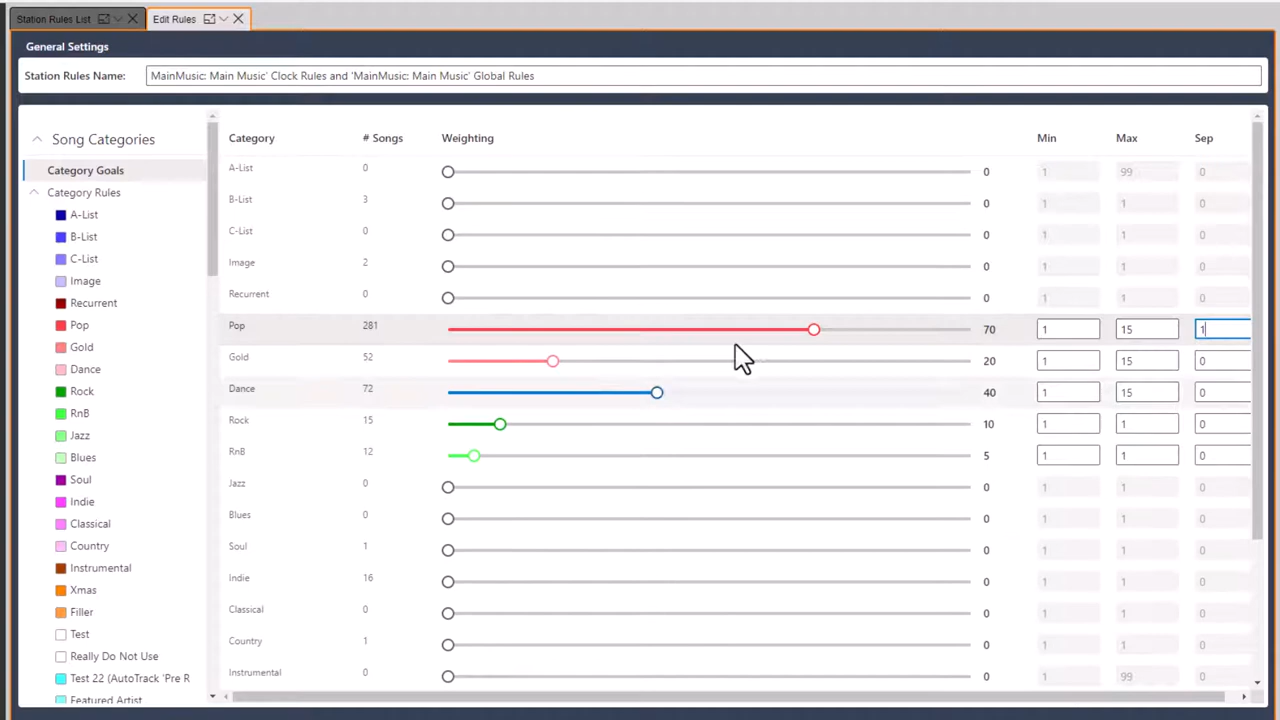 Station Rules List
Edit Rules
General Settings
Station Rules Name: MainMusic: Main Music' Clock Rules and 'MainMusic: Main Music' Global Rules
Song Categories
Category Goals
Category Rules
A-List
B-List
C-List
Image
Recurrent
Pop
Gold
Dance
Rock
RnB
Jazz
Blues
Soul
Indie
Classical
Country
Instrumental
Xmas
Filler
Test
Really Do Not Use
Test 22 (AutoTrack 'Pre R
Featured Artist
Category # Songs Weighting Min Max Sep
A-List 0 0 1 99 0
B-List 3 0 1 1 0
C-List 0 0 1 1 0
Image 2 0 1 1 0
Recurrent 0 0 1 1 0
Pop 281 70 1 15 1
Gold 52 20 1 15 0
Dance 72 40 1 15 0
Rock 15 10 1 1 0
RnB 12 5 1 1 0
Jazz 0 0 1 1 0
Blues 0 0 1 1 0
Soul 1 0 1 1 0
Indie 16 0 1 1 0
Classical 0 0 1 1 0
Country 1 0 1 1 0
Instrumental 0 0 1 99 0